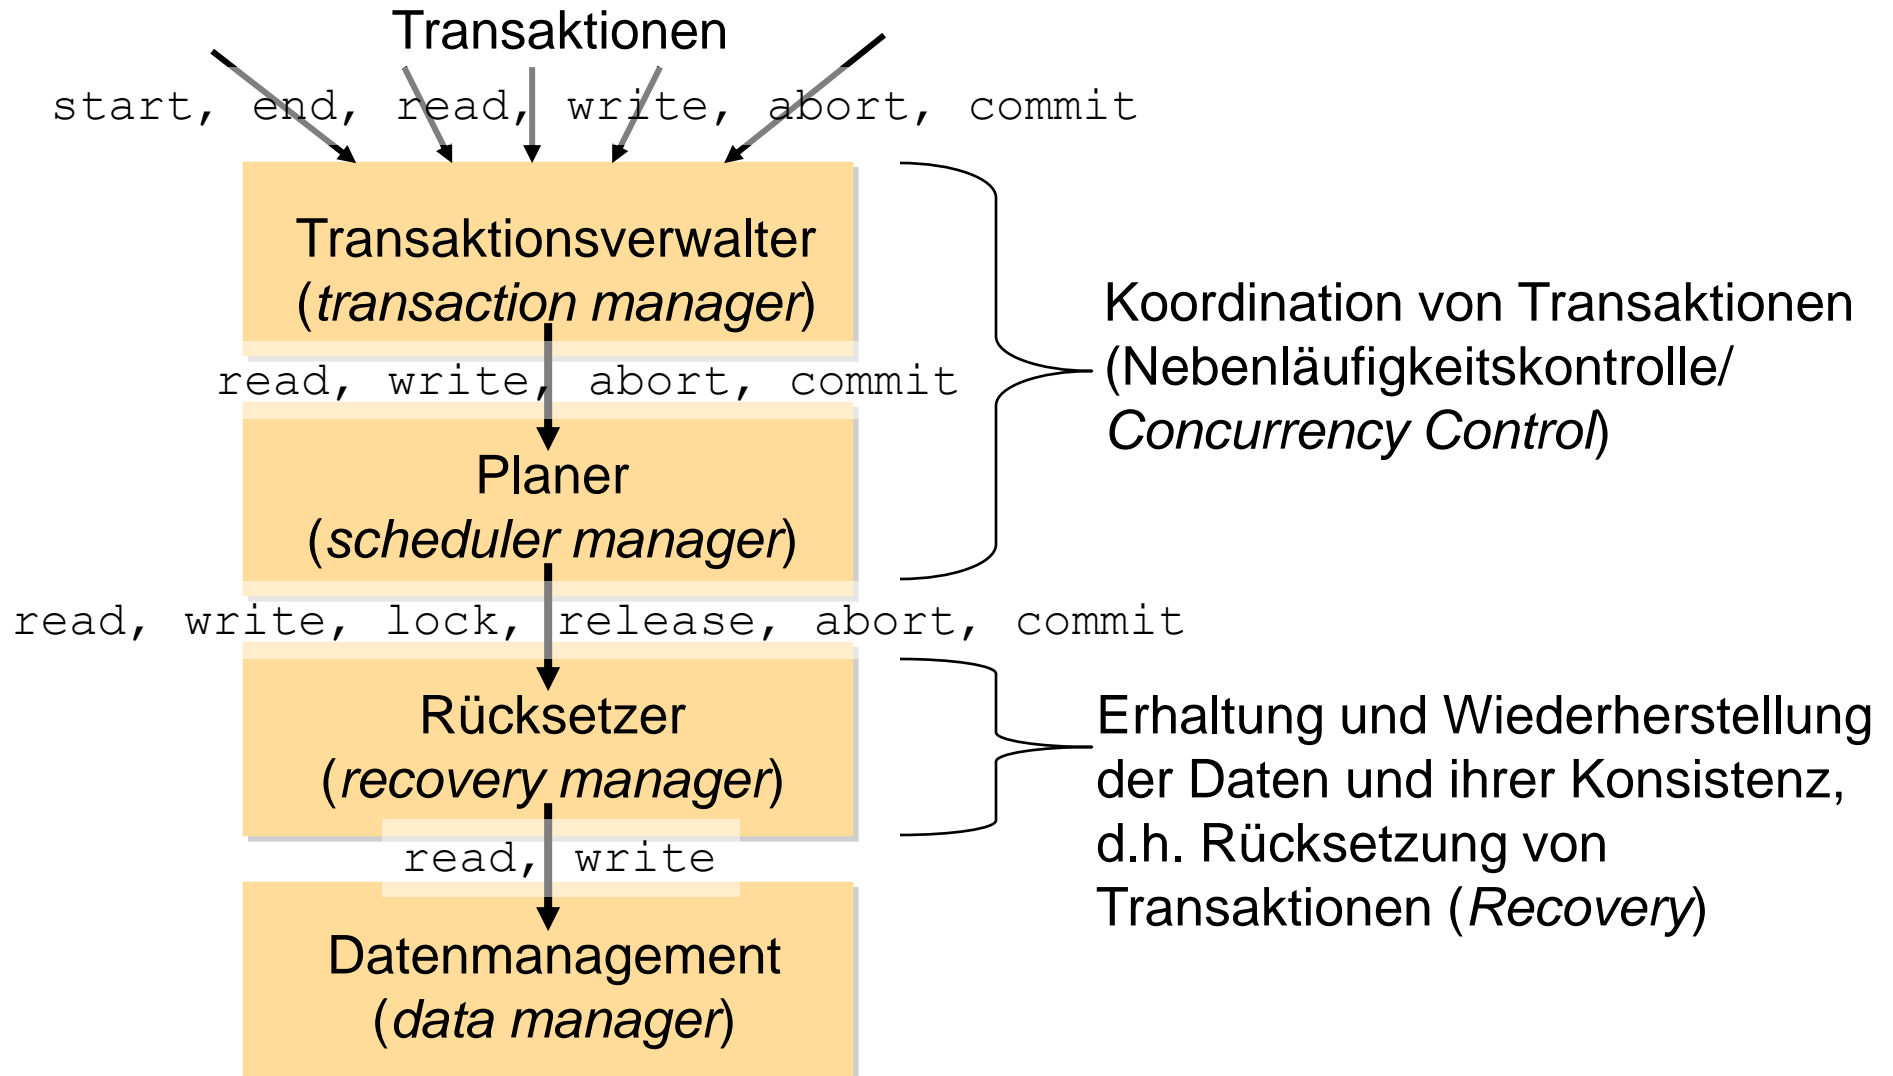 Transaktionen
start, end, read, write, abort, commit
Transaktionsverwalter
(transaction manager)
read, write, abort, commit
Planer
(scheduler manager)
Koordination von Transaktionen
(Nebenläufigkeitskontrolle/
Concurrency Control)
read, write, lock, release, abort, commit
Rücksetzer
(recovery manager)
Erhaltung und Wiederherstellung
der Daten und ihrer Konsistenz,
d.h. Rücksetzung von
Transaktionen (Recovery)
read, write
Datenmanagement
(data manager)